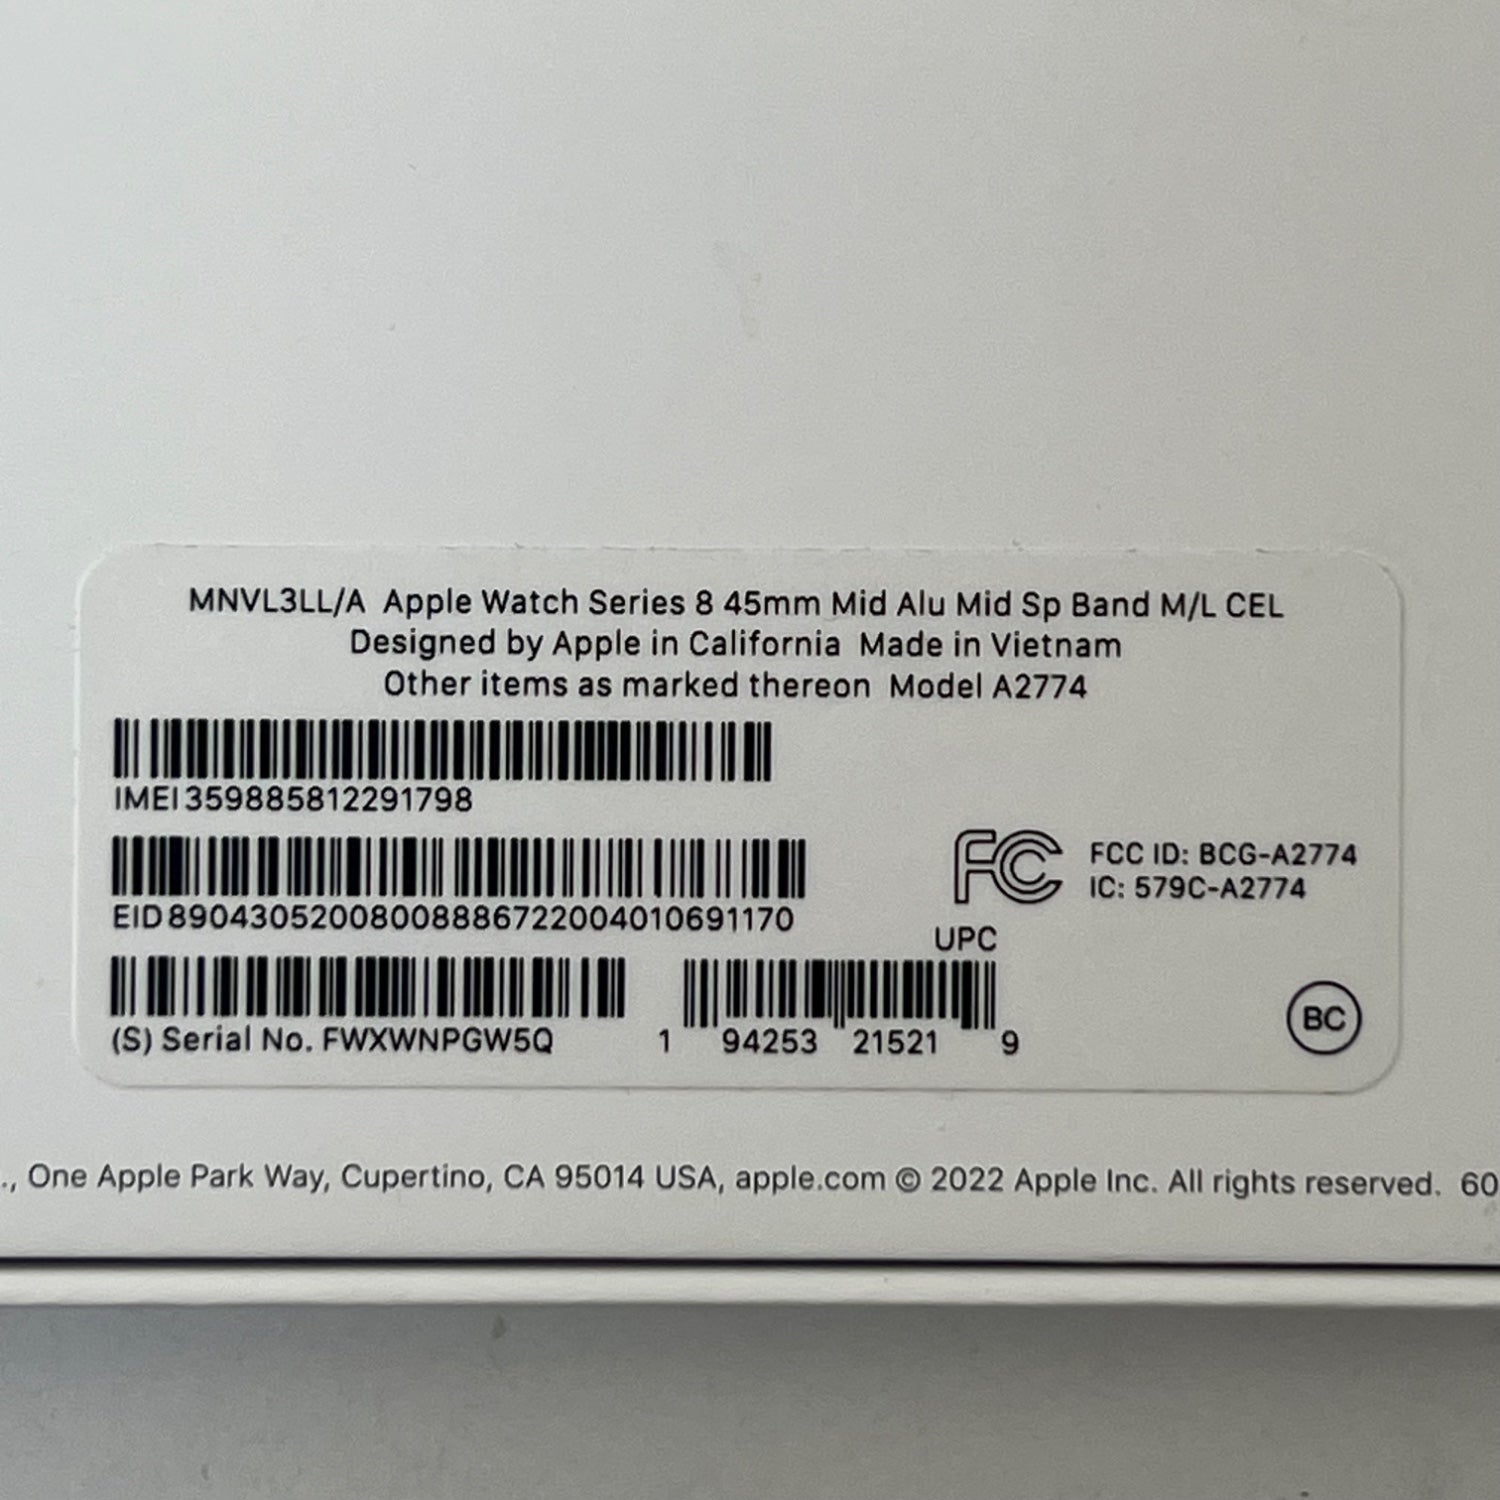 MNVL3LL/A Apple Watch Series 8 45mm Mid Alu Mid Sp Band M/L CEL
Designed by Apple in California Made in Vietnam
Other items as marked thereon Model A2774
IMEI 359885812291798
EID 89043052008008886722004010691170
FC FCC ID: BCG-A2774
IC: 579C-A2774
UPC
(S) Serial No. FWXWNPGW5Q
1 94253 21521 9
BC
., One Apple Park Way, Cupertino, CA 95014 USA, apple.com © 2022 Apple Inc. All rights reserved. 60